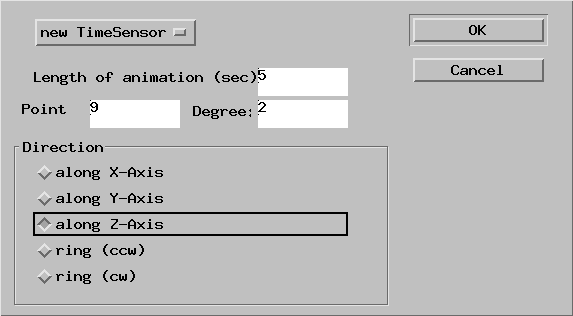 new TimeSensor
OK
Length of animation (sec) 5
Cancel
Point 9 Degree: 2
Direction
along X-Axis
along Y-Axis
along Z-Axis
ring (ccw)
ring (cw)